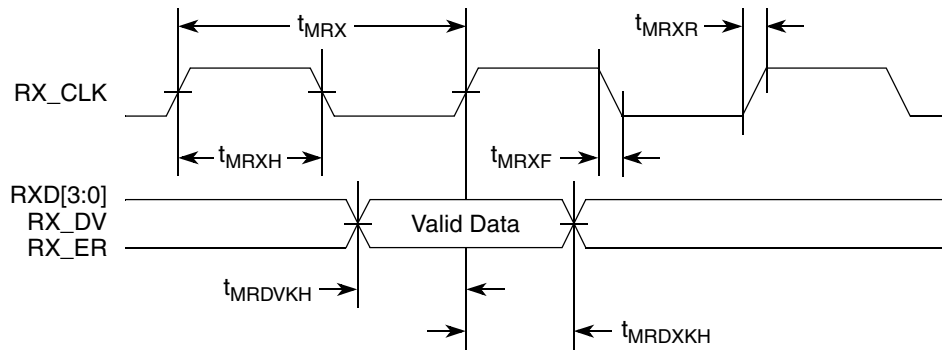 tMRX
tMRXR
RX_CLK
tMRXH
tMRXF
RXD[3:0]
RX_DV
Valid Data
RX_ER
tMRDVKH
tMRDXKH